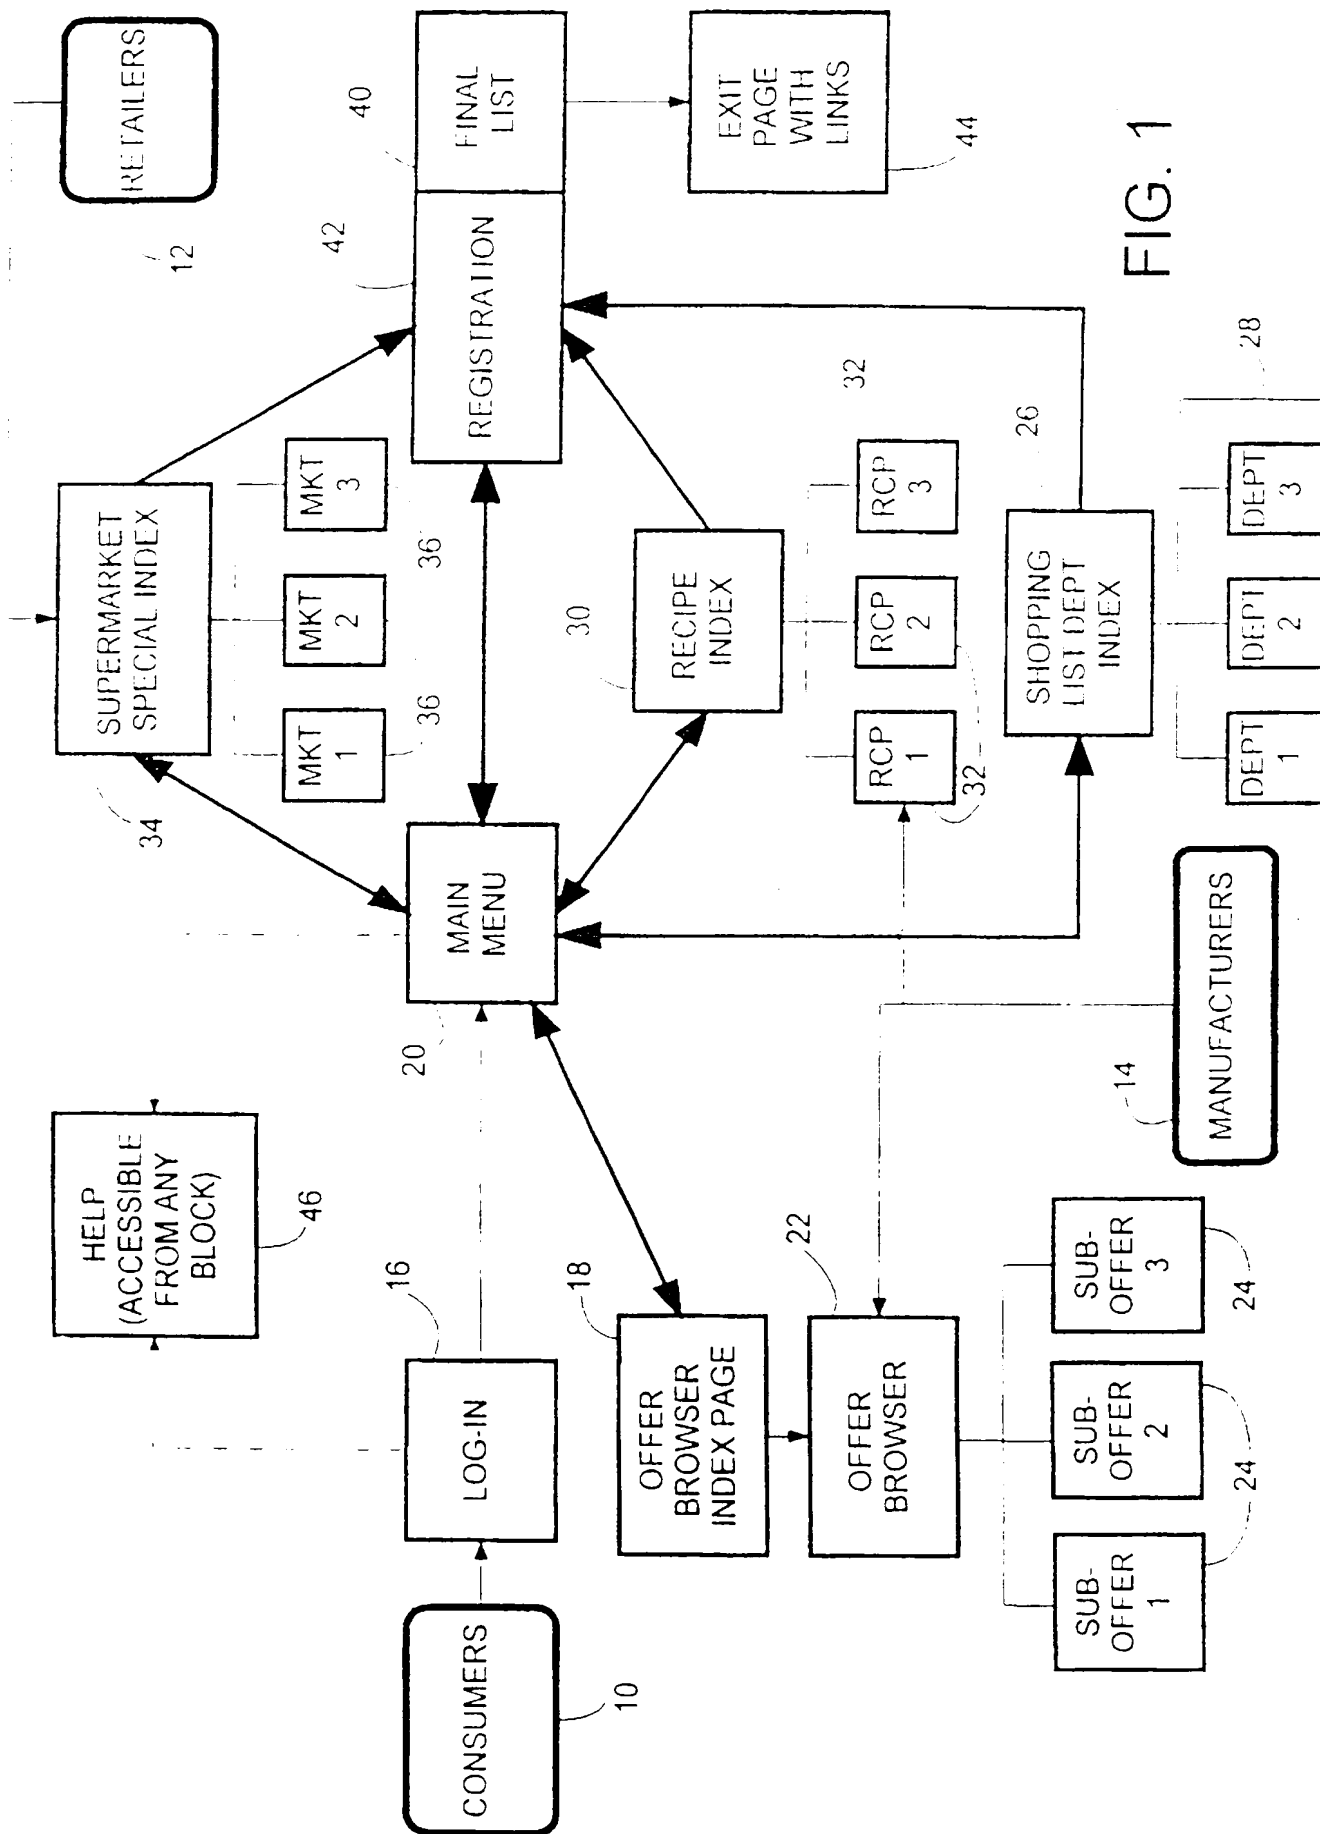 RETAILERS
12
SUPERMARKET
SPECIAL INDEX
34
MKT
1
MKT
2
MKT
3
36
36
HELP
(ACCESSIBLE
FROM ANY
BLOCK)
46
CONSUMERS
10
LOG-IN
16
MAIN
MENU
20
REGISTRATION
42
FINAL
LIST
40
EXIT
PAGE
WITH
LINKS
44
OFFER
BROWSER
INDEX PAGE
18
RECIPE
INDEX
30
OFFER
BROWSER
22
RCP
1
RCP
2
RCP
3
32
32
SUB-
OFFER
1
SUB-
OFFER
2
SUB-
OFFER
3
24
24
MANUFACTURERS
14
SHOPPING
LIST DEPT
INDEX
26
DEPT
1
DEPT
2
DEPT
3
28
FIG. 1